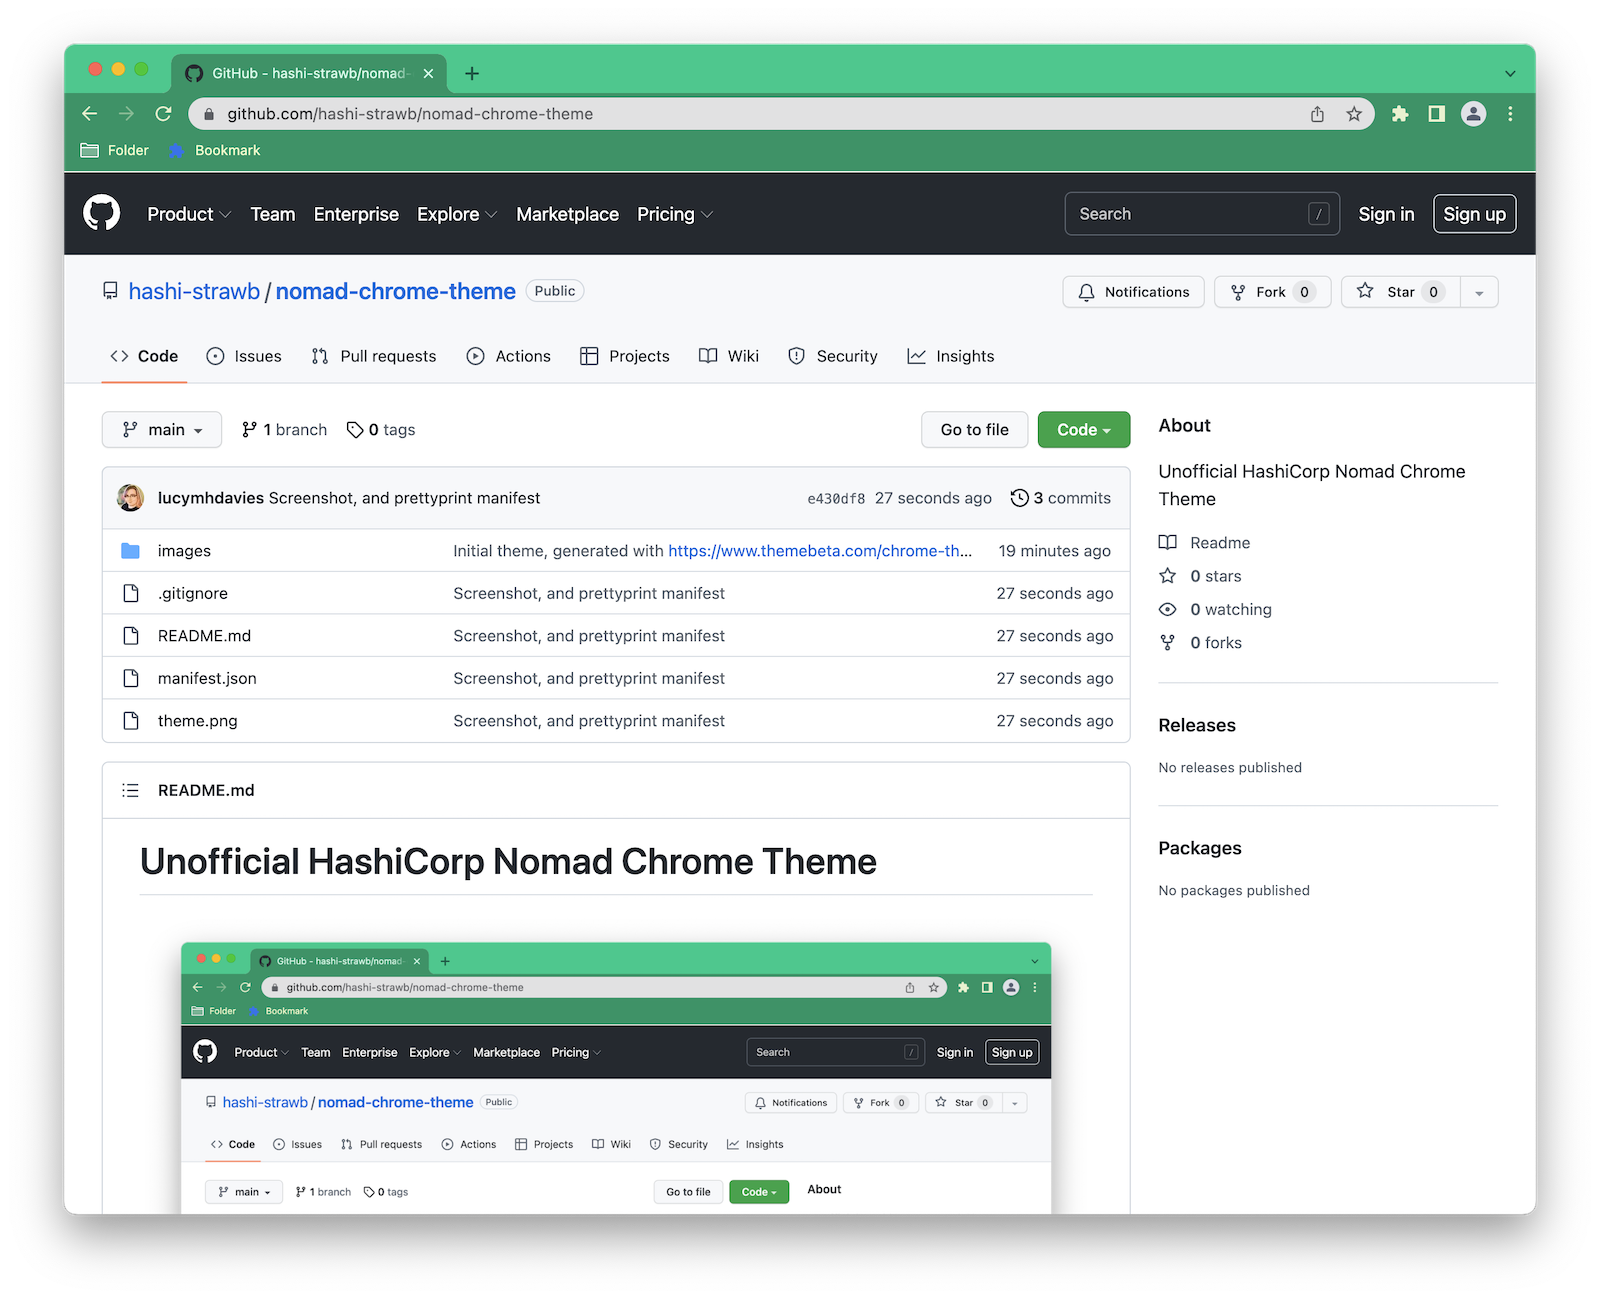 GitHub - hashi-strawb/nomad-
github.com/hashi-strawb/nomad-chrome-theme
Folder Bookmark
Product Team Enterprise Explore Marketplace Pricing Search / Sign in Sign up
hashi-strawb / nomad-chrome-theme Public Notifications Fork 0 Star 0
Code Issues Pull requests Actions Projects Wiki Security Insights
main 1 branch 0 tags Go to file Code
lucymhdavies Screenshot, and prettyprint manifest e430df8 27 seconds ago 3 commits
images Initial theme, generated with https://www.themebeta.com/chrome-th... 19 minutes ago
.gitignore Screenshot, and prettyprint manifest 27 seconds ago
README.md Screenshot, and prettyprint manifest 27 seconds ago
manifest.json Screenshot, and prettyprint manifest 27 seconds ago
theme.png Screenshot, and prettyprint manifest 27 seconds ago
About
Unofficial HashiCorp Nomad Chrome
Theme
Readme
0 stars
0 watching
0 forks
Releases
No releases published
Packages
No packages published
README.md
Unofficial HashiCorp Nomad Chrome Theme
GitHub - hashi-strawb/nomad-
github.com/hashi-strawb/nomad-chrome-theme
Folder Bookmark
Product Team Enterprise Explore Marketplace Pricing Search / Sign in Sign up
hashi-strawb / nomad-chrome-theme Public Notifications Fork 0 Star 0
Code Issues Pull requests Actions Projects Wiki Security Insights
main 1 branch 0 tags Go to file Code About